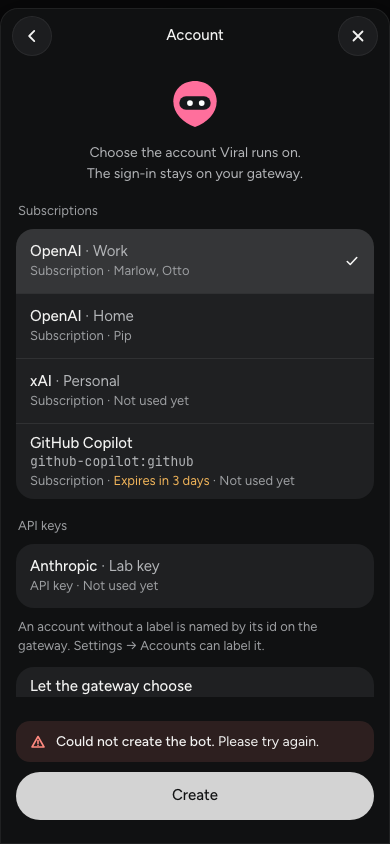 Account
Choose the account Viral runs on.
The sign-in stays on your gateway.
Subscriptions
OpenAI · Work
Subscription · Marlow, Otto
OpenAI · Home
Subscription · Pip
xAI · Personal
Subscription · Not used yet
GitHub Copilot
github-copilot:github
Subscription · Expires in 3 days · Not used yet
API keys
Anthropic · Lab key
API key · Not used yet
An account without a label is named by its id on the
gateway. Settings → Accounts can label it.
Let the gateway choose
Could not create the bot. Please try again.
Create